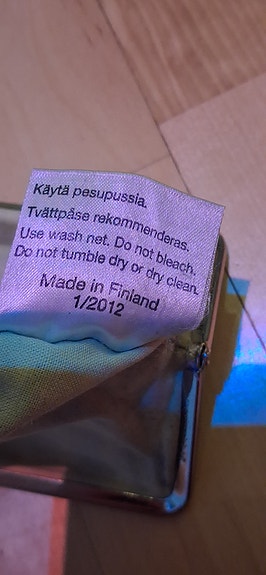 Käytä pesupussia.
Tvättpåse rekommenderas.
Use wash net. Do not bleach.
Do not tumble dry or dry clean.
Made in Finland
1/2012